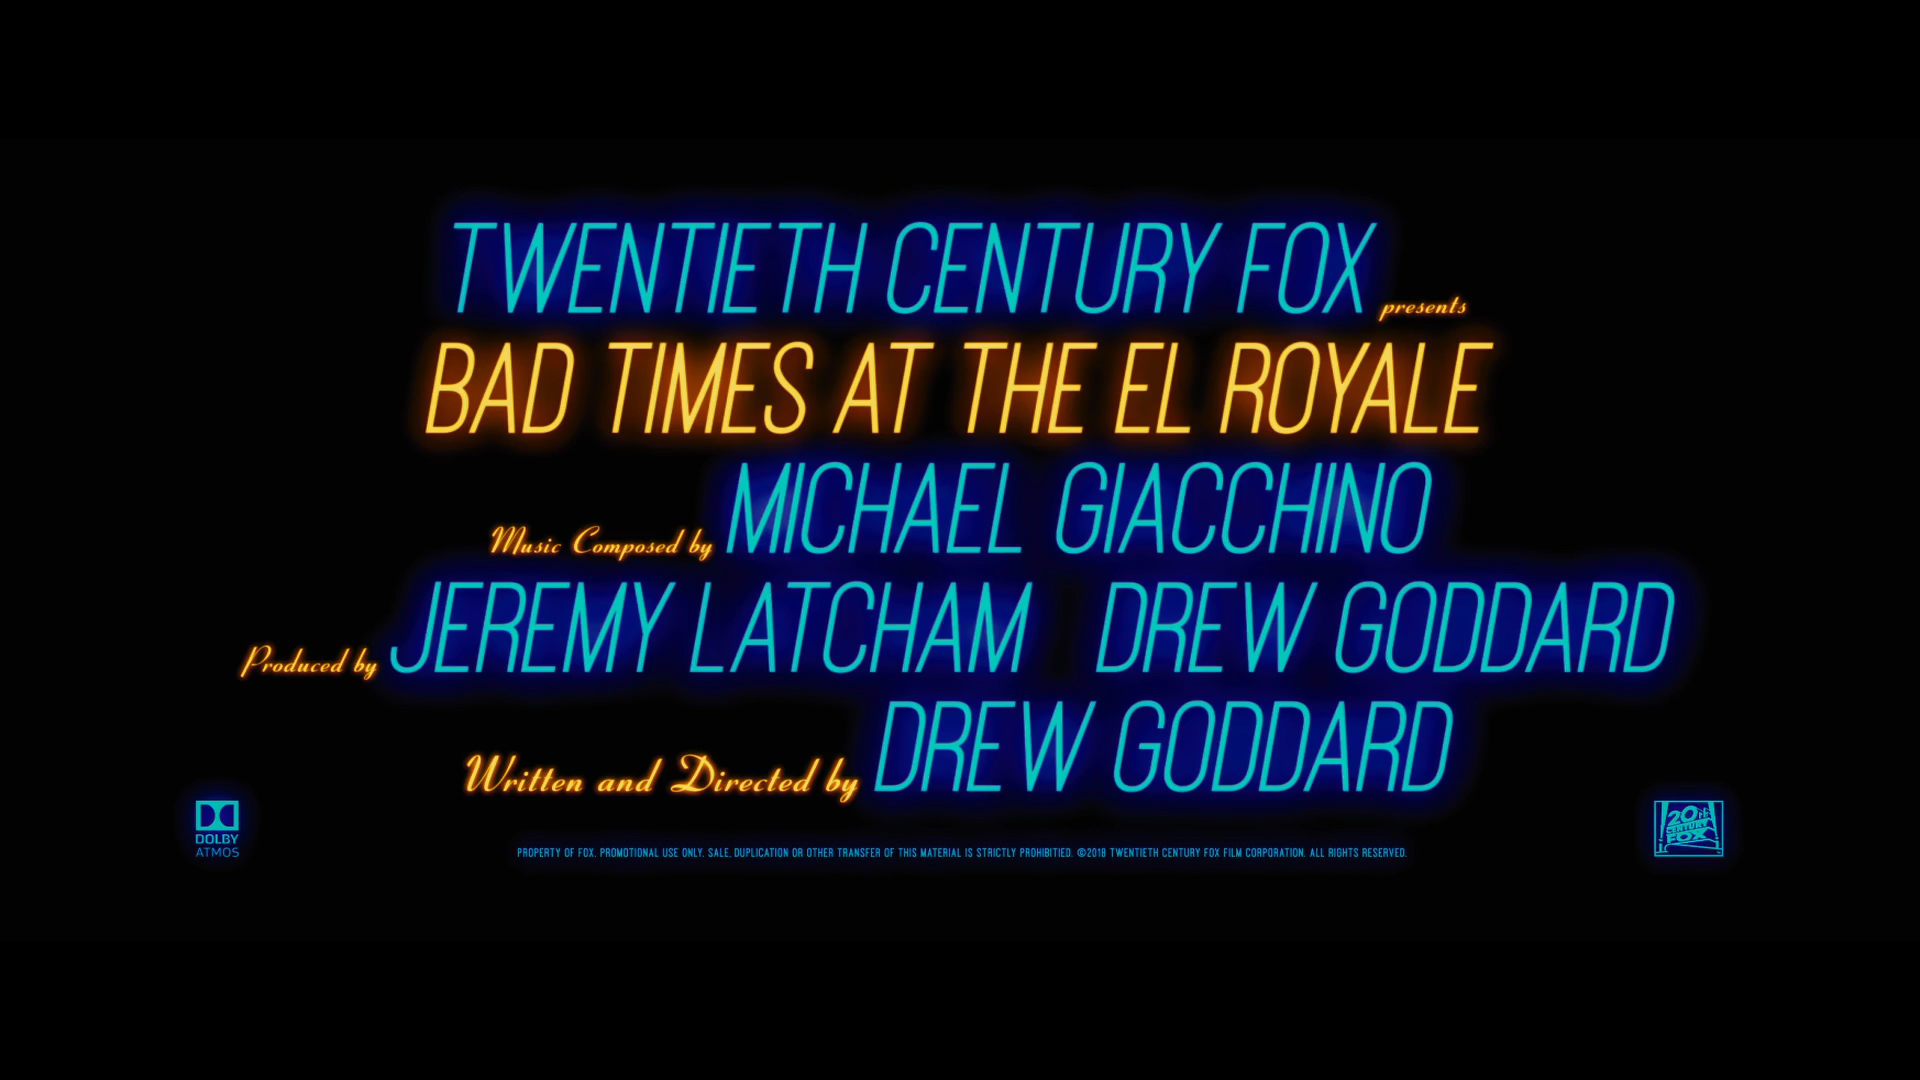 TWENTIETH CENTURY FOX presents
BAD TIMES AT THE EL ROYALE
Music Composed by MICHAEL GIACCHINO
Produced by JEREMY LATCHAM DREW GODDARD
Written and Directed by DREW GODDARD
DOLBY
ATMOS
PROPERTY OF FOX. PROMOTIONAL USE ONLY. SALE, DUPLICATION OR OTHER TRANSFER OF THIS MATERIAL IS STRICTLY PROHIBITIED. ©2018 TWENTIETH CENTURY FOX FILM CORPORATION. ALL RIGHTS RESERVED.
20th
CENTURY
FOX